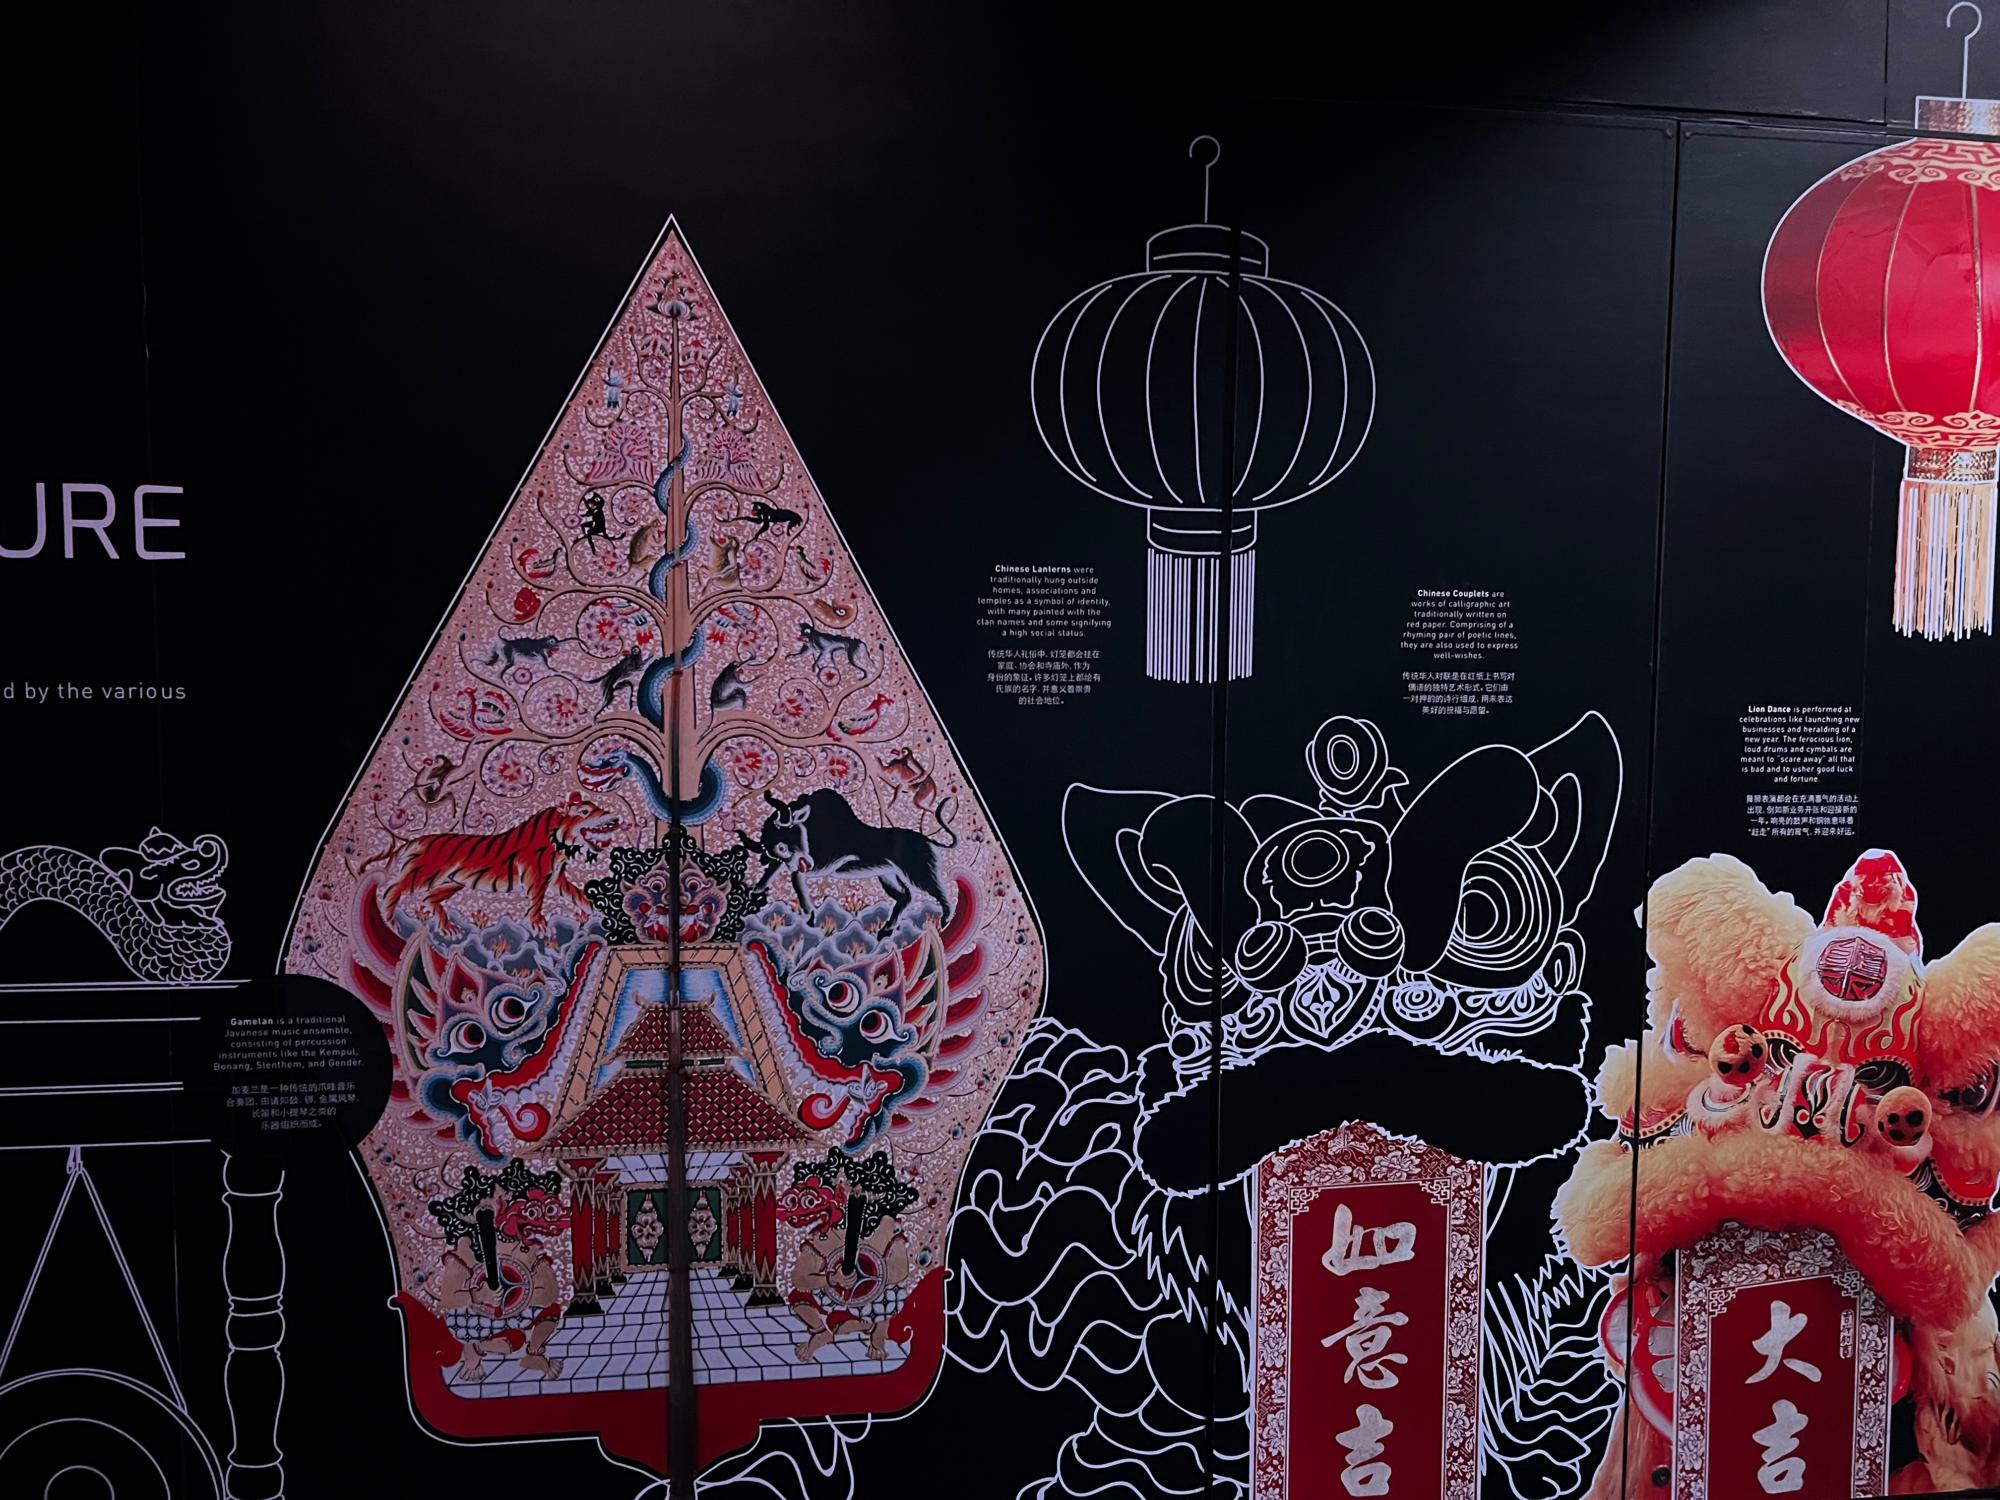 URE
d by the various
Gamelan is a traditional
Javanese music ensemble,
consisting of percussion
instruments like the Kempul,
Bonang, Slenthem, and Gendèr.
加麦兰是一种传统的爪哇音乐
合奏团，由诸如鼓、锣、金属风琴、
长笛和小提琴之类的
乐器组织而成。
Chinese Lanterns were
traditionally hung outside
homes, associations and
temples as a symbol of identity,
with many painted with the
clan names and some signifying
a high social status.
传统华人礼俗中，灯笼都会挂在
家庭、协会和寺庙外，作为
身份的象征。许多灯笼上都绘有
氏族的名字，并意义着崇贵
的社会地位。
Chinese Couplets are
works of calligraphic art
traditionally written on
red paper. Comprising of a
rhyming pair of poetic lines,
they are also used to express
well-wishes.
传统华人对联是在红纸上书写对
偶语的独特艺术形式。它们由
一对押韵的诗行组成，用来表达
美好的祝福与愿望。
Lion Dance is performed at
celebrations like launching new
businesses and heralding of a
new year. The ferocious lion,
loud drums and cymbals are
meant to "scare away" all that
is bad and to usher good luck
and fortune.
舞狮表演都会在充满喜气的活动上
出现，例如新业务开张和迎接新的
一年。响亮的鼓声和铜钹意味着
“赶走”所有的霉气，并迎来好运。
如意吉
大吉